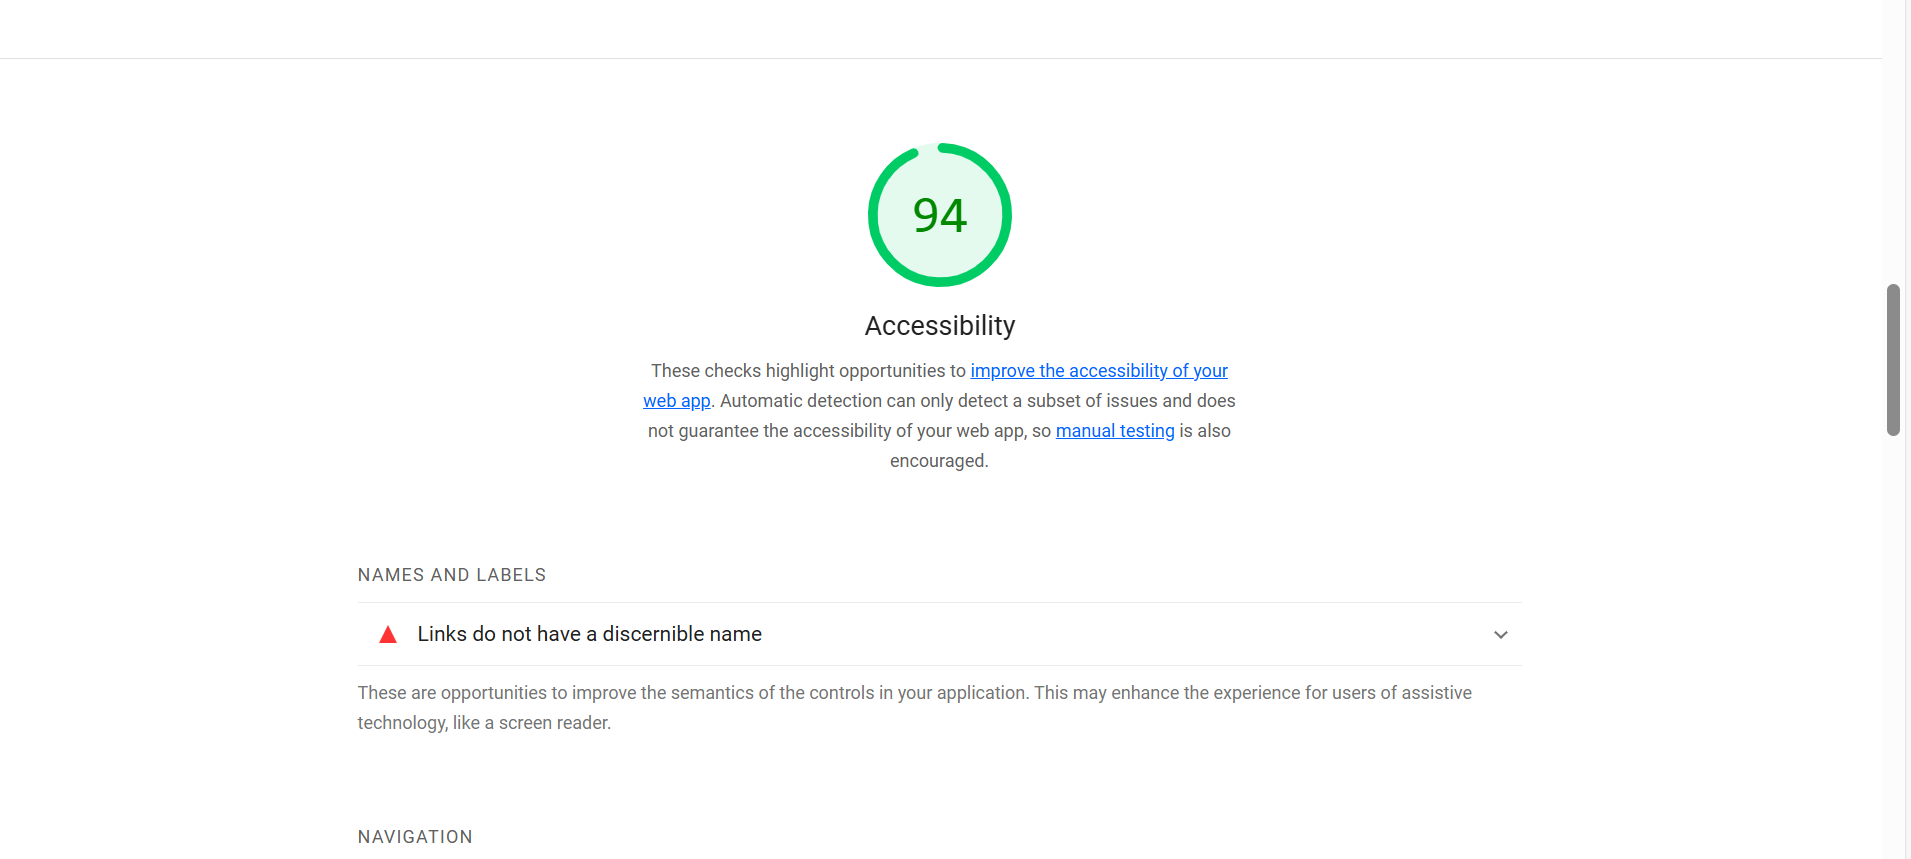 94
Accessibility
These checks highlight opportunities to improve the accessibility of your
web app. Automatic detection can only detect a subset of issues and does
not guarantee the accessibility of your web app, so manual testing is also
encouraged.
NAMES AND LABELS
Links do not have a discernible name
These are opportunities to improve the semantics of the controls in your application. This may enhance the experience for users of assistive
technology, like a screen reader.
NAVIGATION